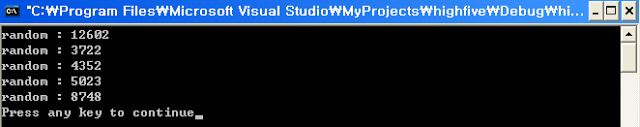 "C:₩Program Files₩Microsoft Visual Studio₩MyProjects₩highfive₩Debug₩hi...
random : 12602
random : 3722
random : 4352
random : 5023
random : 8748
Press any key to continue_